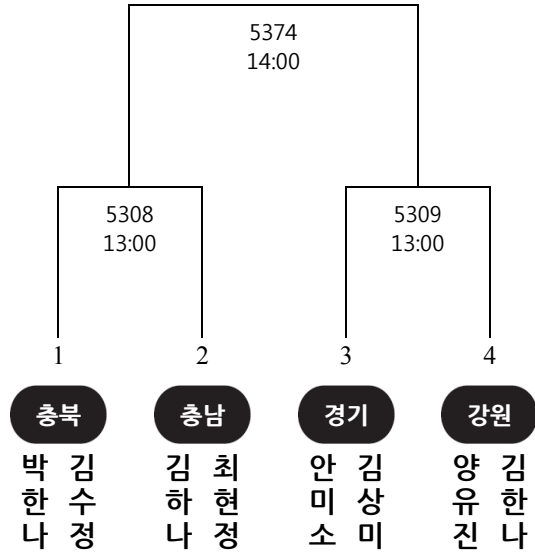 5374
14:00
5308
13:00
5309
13:00
1
2
3
4
충북
충남
경기
강원
박한나
김수정
김하나
최현정
안미소
김상미
양유진
김한나